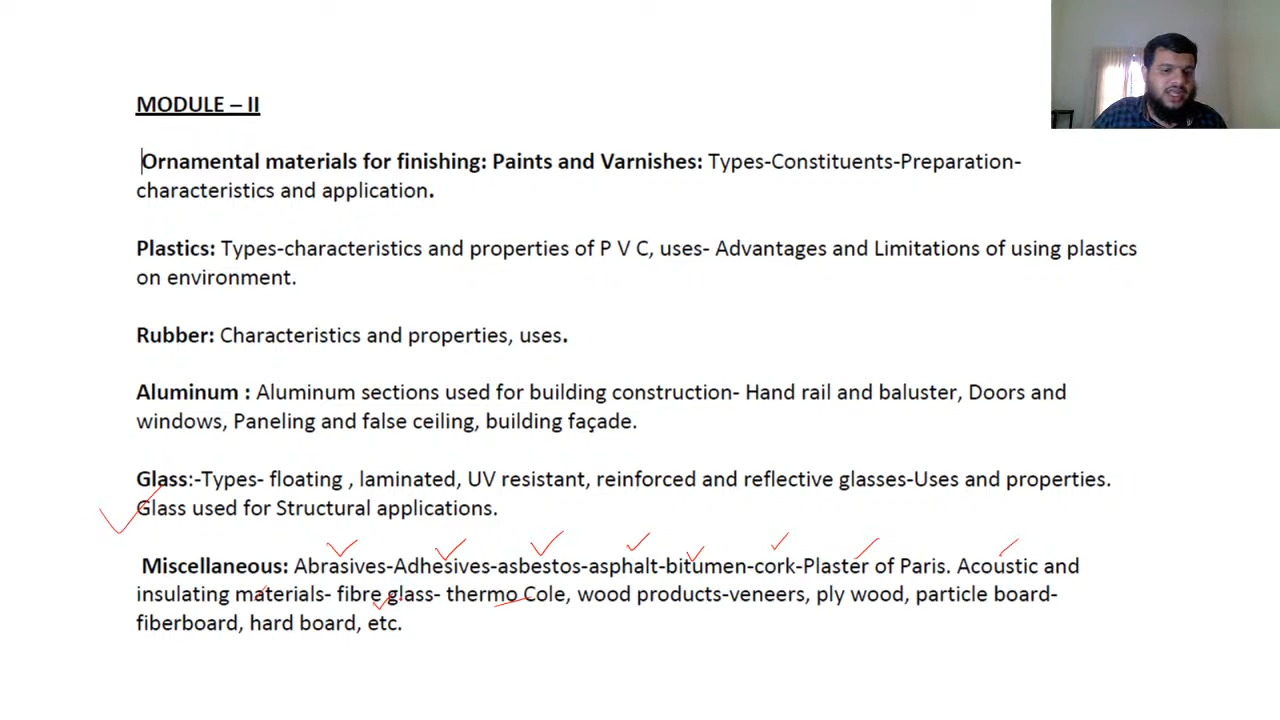 MODULE – II
Ornamental materials for finishing: Paints and Varnishes: Types-Constituents-Preparation-
characteristics and application.
Plastics: Types-characteristics and properties of P V C, uses- Advantages and Limitations of using plastics
on environment.
Rubber: Characteristics and properties, uses.
Aluminum : Aluminum sections used for building construction- Hand rail and baluster, Doors and
windows, Paneling and false ceiling, building façade.
Glass:-Types- floating , laminated, UV resistant, reinforced and reflective glasses-Uses and properties.
Glass used for Structural applications.
Miscellaneous: Abrasives-Adhesives-asbestos-asphalt-bitumen-cork-Plaster of Paris. Acoustic and
insulating materials- fibre glass- thermo Cole, wood products-veneers, ply wood, particle board-
fiberboard, hard board, etc.